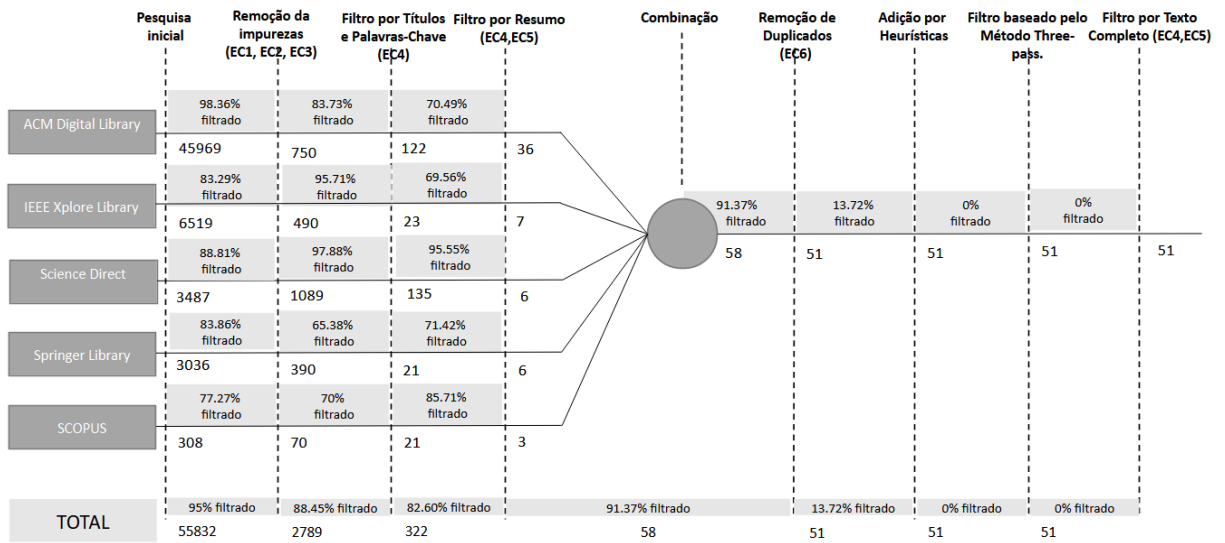 Pesquisa
inicial
Remoção da
impurezas
(EC1, EC2, EC3)
Filtro por Títulos
e Palavras-Chave
(EC4)
Filtro por Resumo
(EC4,EC5)
Combinação
Remoção de
Duplicados
(EC6)
Adição por
Heurísticas
Filtro baseado pelo
Método Three-
pass.
Filtro por Texto
Completo (EC4,EC5)
ACM Digital Library
98.36%
filtrado
83.73%
filtrado
70.49%
filtrado
45969
750
122
36
IEEE Xplore Library
83.29%
filtrado
95.71%
filtrado
69.56%
filtrado
6519
490
23
7
Science Direct
88.81%
filtrado
97.88%
filtrado
95.55%
filtrado
3487
1089
135
6
Springer Library
83.86%
filtrado
65.38%
filtrado
71.42%
filtrado
3036
390
21
6
SCOPUS
77.27%
filtrado
70%
filtrado
85.71%
filtrado
308
70
21
3
91.37%
filtrado
13.72%
filtrado
0%
filtrado
0%
filtrado
58
51
51
51
51
TOTAL
95% filtrado
88.45% filtrado
82.60% filtrado
91.37% filtrado
13.72% filtrado
0% filtrado
0% filtrado
55832
2789
322
58
51
51
51